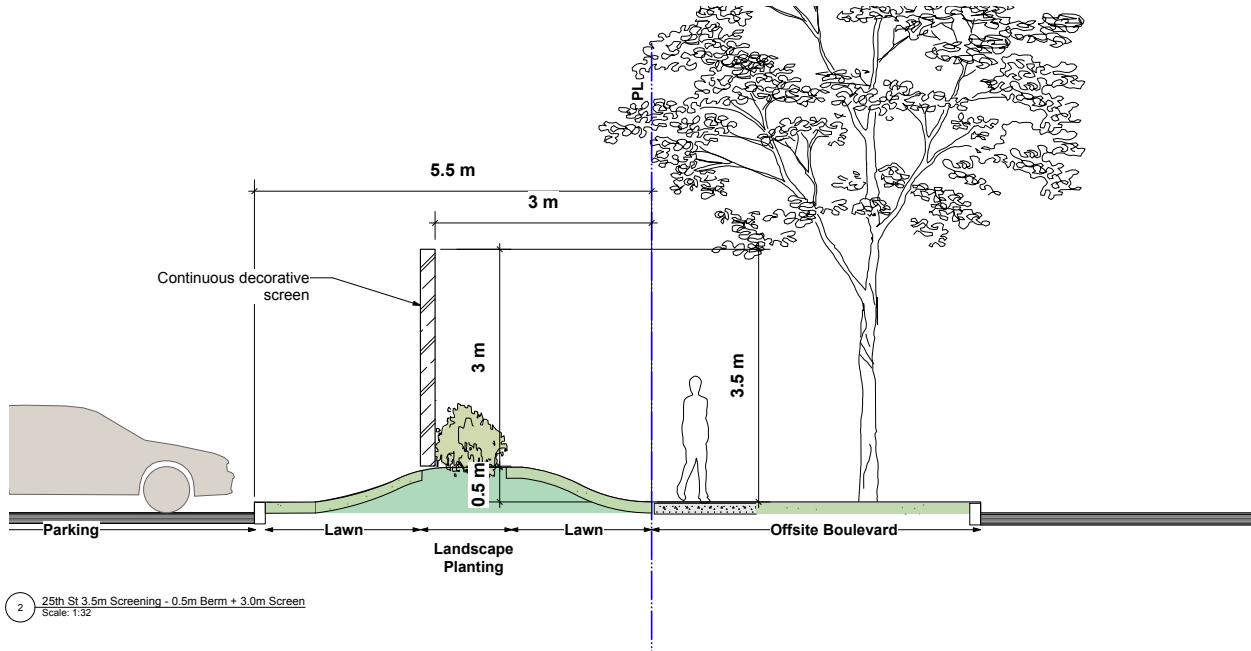 PL
5.5 m
3 m
Continuous decorative
screen
3 m
3.5 m
0.5 m
Parking
Lawn
Landscape
Planting
Lawn
Offsite Boulevard
2
25th St 3.5m Screening - 0.5m Berm + 3.0m Screen
Scale: 1:32